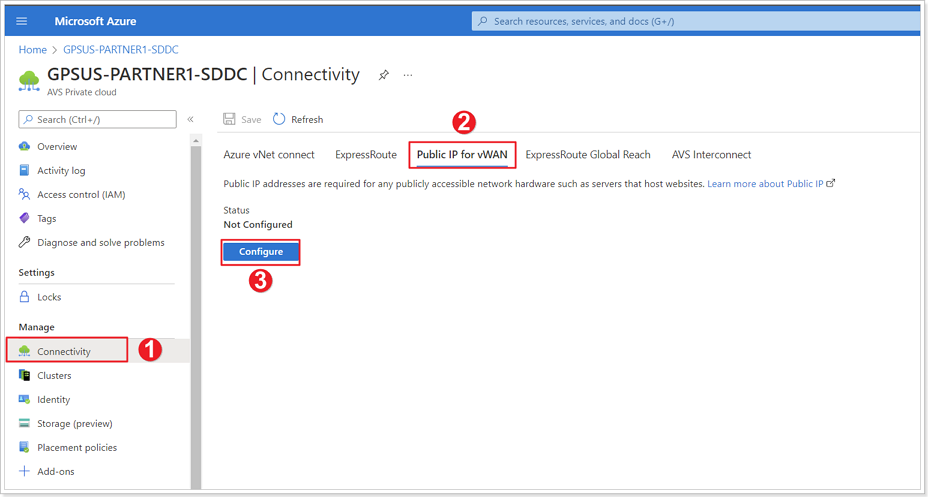 Microsoft Azure
Search resources, services, and docs (G+/)
Home > GPSUS-PARTNER1-SDDC
GPSUS-PARTNER1-SDDC | Connectivity
AVS Private cloud
Search (Ctrl+/)
«
Save
Refresh
2
Azure vNet connect
ExpressRoute
Public IP for vWAN
ExpressRoute Global Reach
AVS Interconnect
Public IP addresses are required for any publicly accessible network hardware such as servers that host websites. Learn more about Public IP
Status
Not Configured
Configure
3
Overview
Activity log
Access control (IAM)
Tags
Diagnose and solve problems
Settings
Locks
Manage
Connectivity
1
Clusters
Identity
Storage (preview)
Placement policies
Add-ons